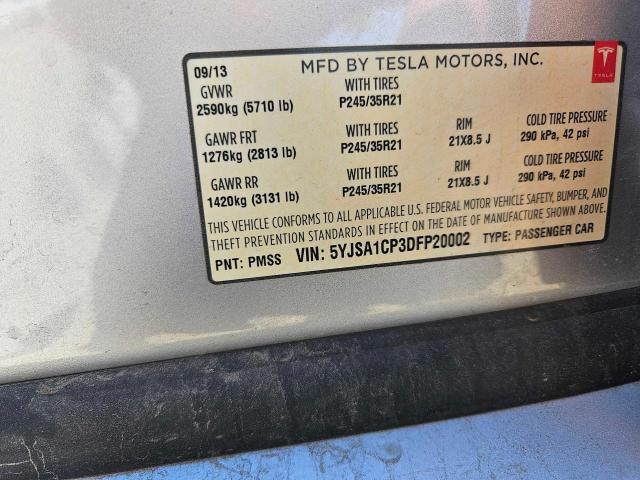 09/13 MFD BY TESLA MOTORS, INC. TESLA
GVWR WITH TIRES
2590kg (5710 lb) P245/35R21
GAWR FRT WITH TIRES RIM COLD TIRE PRESSURE
1276kg (2813 lb) P245/35R21 21X8.5 J 290 kPa, 42 psi
GAWR RR WITH TIRES RIM COLD TIRE PRESSURE
1420kg (3131 lb) P245/35R21 21X8.5 J 290 kPa, 42 psi
THIS VEHICLE CONFORMS TO ALL APPLICABLE U.S. FEDERAL MOTOR VEHICLE SAFETY, BUMPER, AND
THEFT PREVENTION STANDARDS IN EFFECT ON THE DATE OF MANUFACTURE SHOWN ABOVE.
PNT: PMSS VIN: 5YJSA1CP3DFP20002 TYPE: PASSENGER CAR